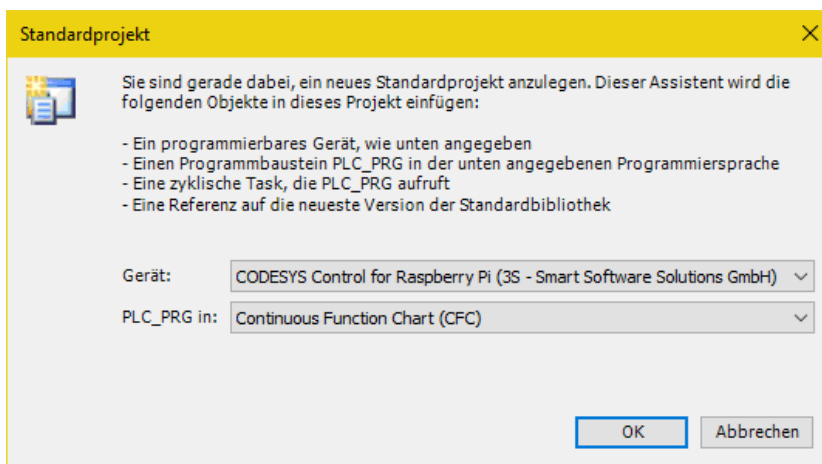 Standardprojekt
Sie sind gerade dabei, ein neues Standardprojekt anzulegen. Dieser Assistent wird die
folgenden Objekte in dieses Projekt einfügen:
- Ein programmierbares Gerät, wie unten angegeben
- Einen Programmbaustein PLC_PRG in der unten angegebenen Programmiersprache
- Eine zyklische Task, die PLC_PRG aufruft
- Eine Referenz auf die neueste Version der Standardbibliothek
Gerät: CODESYS Control for Raspberry Pi (3S - Smart Software Solutions GmbH)
PLC_PRG in: Continuous Function Chart (CFC)
OK Abbrechen